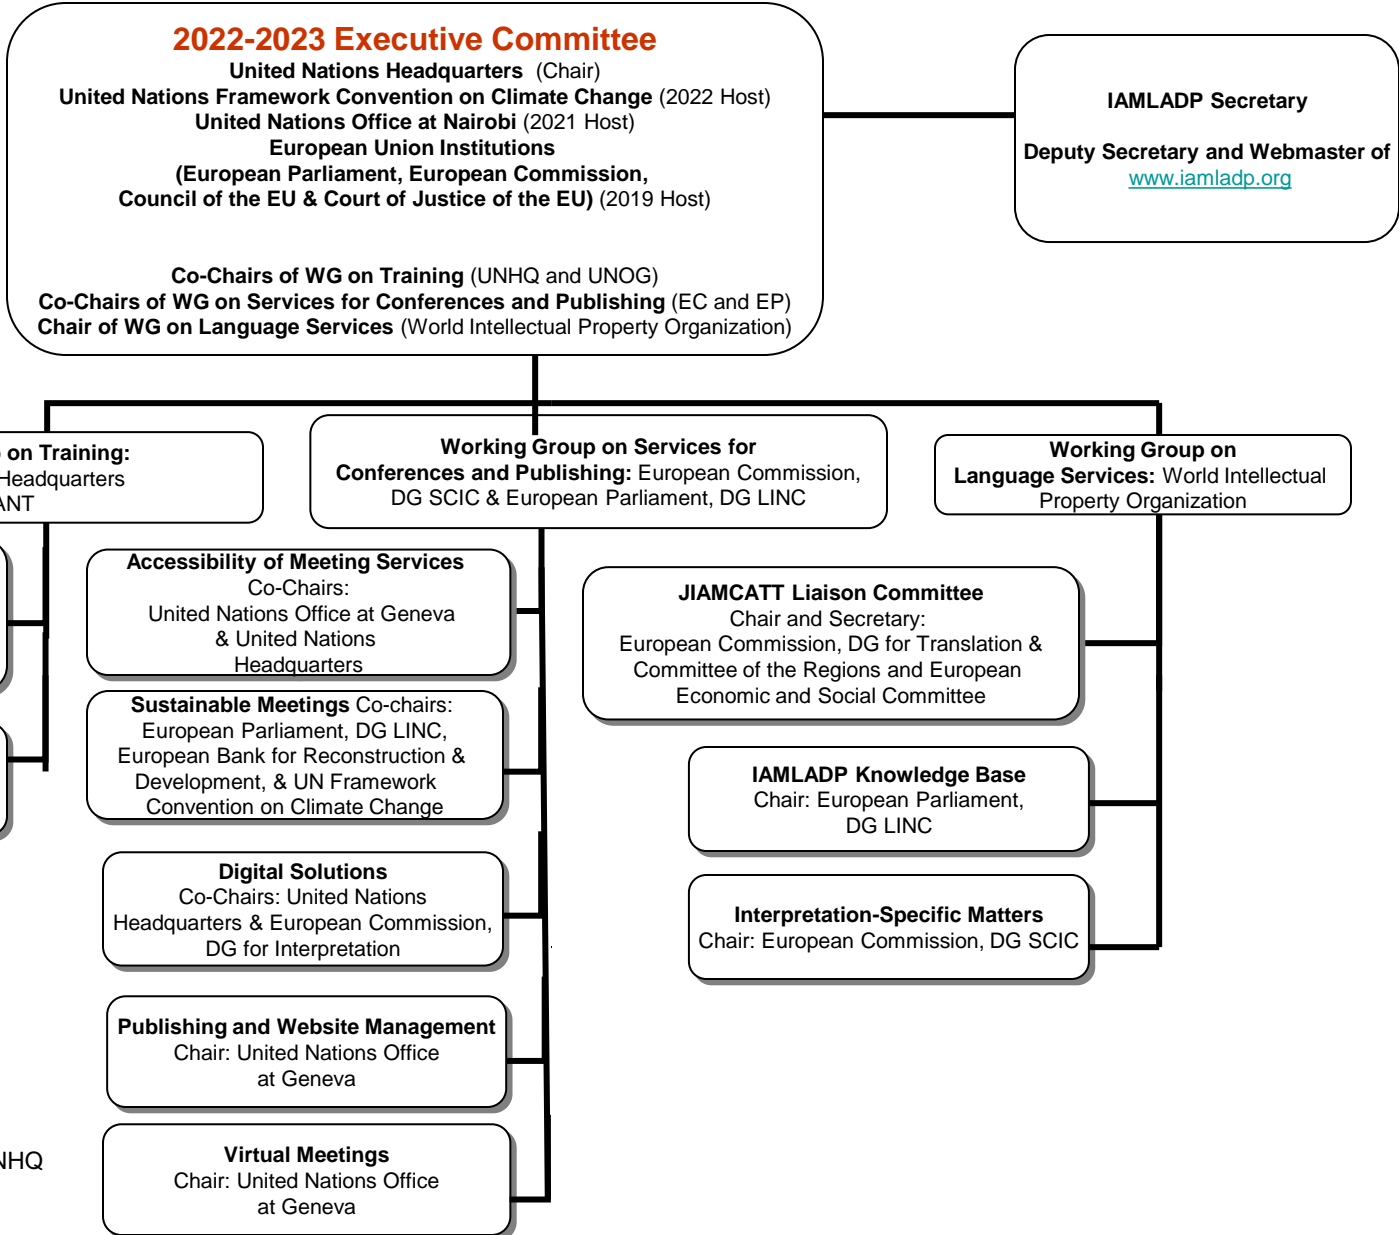 2022-2023 Executive Committee
United Nations Headquarters (Chair)
United Nations Framework Convention on Climate Change (2022 Host)
United Nations Office at Nairobi (2021 Host)
European Union Institutions
(European Parliament, European Commission,
Council of the EU & Court of Justice of the EU) (2019 Host)
Co-Chairs of WG on Training (UNHQ and UNOG)
Co-Chairs of WG on Services for Conferences and Publishing (EC and EP)
Chair of WG on Language Services (World Intellectual Property Organization)
IAMLADP Secretary
Deputy Secretary and Webmaster of
www.iamladp.org
on Training:
Headquarters
Working Group on Services for
Conferences and Publishing: European Commission,
DG SCIC & European Parliament, DG LINC
Working Group on
Language Services: World Intellectual
Property Organization
Accessibility of Meeting Services
Co-Chairs:
United Nations Office at Geneva
& United Nations
Headquarters
Sustainable Meetings Co-chairs:
European Parliament, DG LINC,
European Bank for Reconstruction &
Development, & UN Framework
Convention on Climate Change
Digital Solutions
Co-Chairs: United Nations
Headquarters & European Commission,
DG for Interpretation
Publishing and Website Management
Chair: United Nations Office
at Geneva
Virtual Meetings
Chair: United Nations Office
at Geneva
JIAMCATT Liaison Committee
Chair and Secretary:
European Commission, DG for Translation &
Committee of the Regions and European
Economic and Social Committee
IAMLADP Knowledge Base
Chair: European Parliament,
DG LINC
Interpretation-Specific Matters
Chair: European Commission, DG SCIC